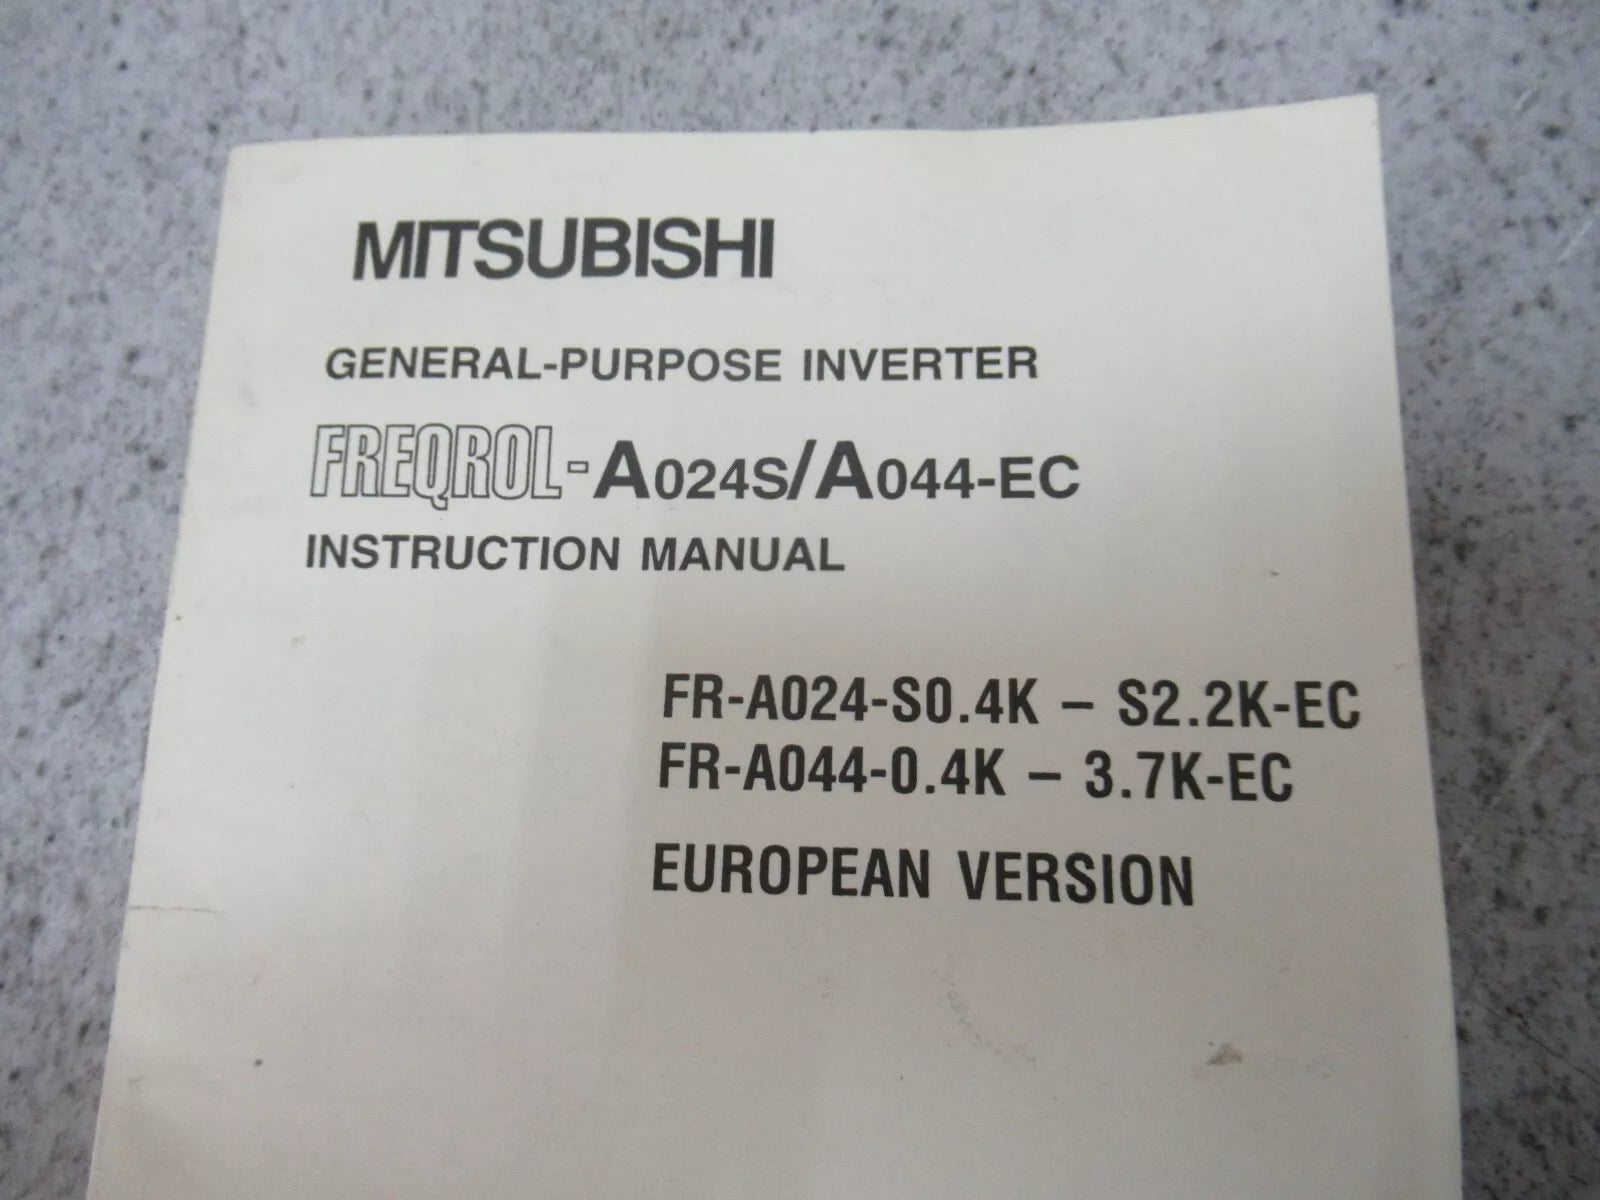 MITSUBISHI
GENERAL-PURPOSE INVERTER
FREQROL-A024S/A044-EC
INSTRUCTION MANUAL
FR-A024-S0.4K – S2.2K-EC
FR-A044-0.4K – 3.7K-EC
EUROPEAN VERSION